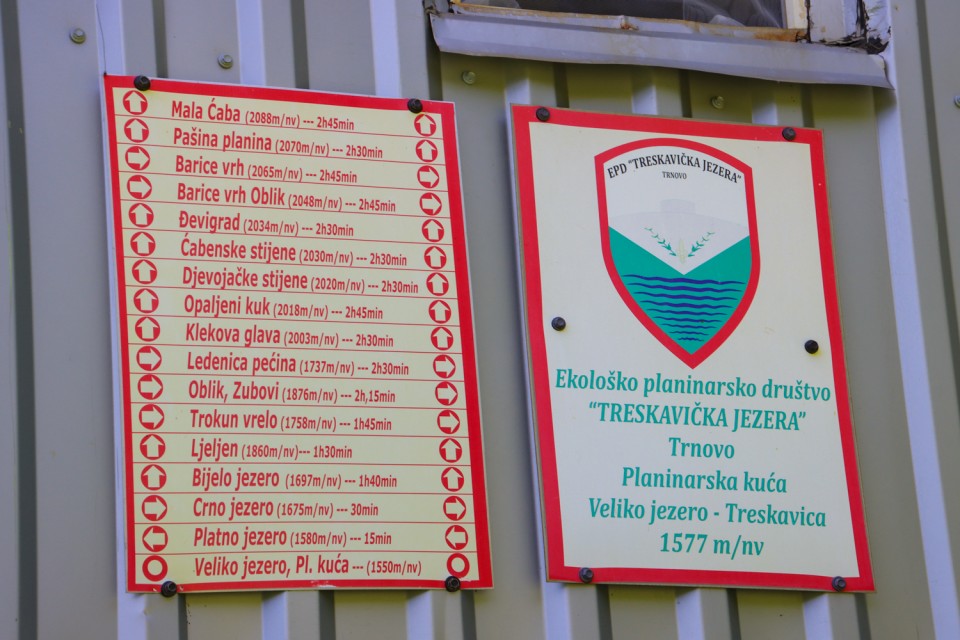 Mala Ćaba (2088m/nv) --- 2h45min
Pašina planina (2070m/nv) --- 2h30min
Barice vrh (2065m/nv) --- 2h45min
Barice vrh Oblik (2048m/nv) --- 2h45min
Đevigrad (2034m/nv) --- 2h30min
Ćabenske stijene (2030m/nv) --- 2h30min
Djevojačke stijene (2020m/nv) --- 2h30min
Opaljeni kuk (2018m/nv) --- 2h45min
Klekova glava (2003m/nv) --- 2h30min
Ledenica pećina (1737m/nv) --- 2h30min
Oblik, Zubovi (1876m/nv) --- 2h,15min
Trokun vrelo (1758m/nv) --- 1h45min
Ljeljen (1860m/nv)--- 1h30min
Bijelo jezero (1697m/nv) --- 1h40min
Crno jezero (1675m/nv) --- 30min
Platno jezero (1580m/nv) --- 15min
Veliko jezero, Pl. kuća --- (1550m/nv)
EPD "TRESKAVIČKA JEZERA"
TRNOVO
Ekološko planinarsko društvo
"TRESKAVIČKA JEZERA"
Trnovo
Planinarska kuća
Veliko jezero - Treskavica
1577 m/nv